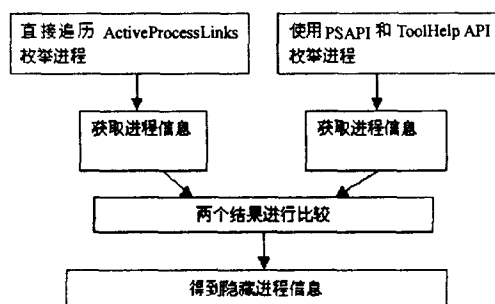 直接遍历 ActiveProcessLinks
枚举进程
使用PSAPI 和 ToolHelp API
枚举进程
获取进程信息
获取进程信息
两个结果进行比较
得到隐藏进程信息